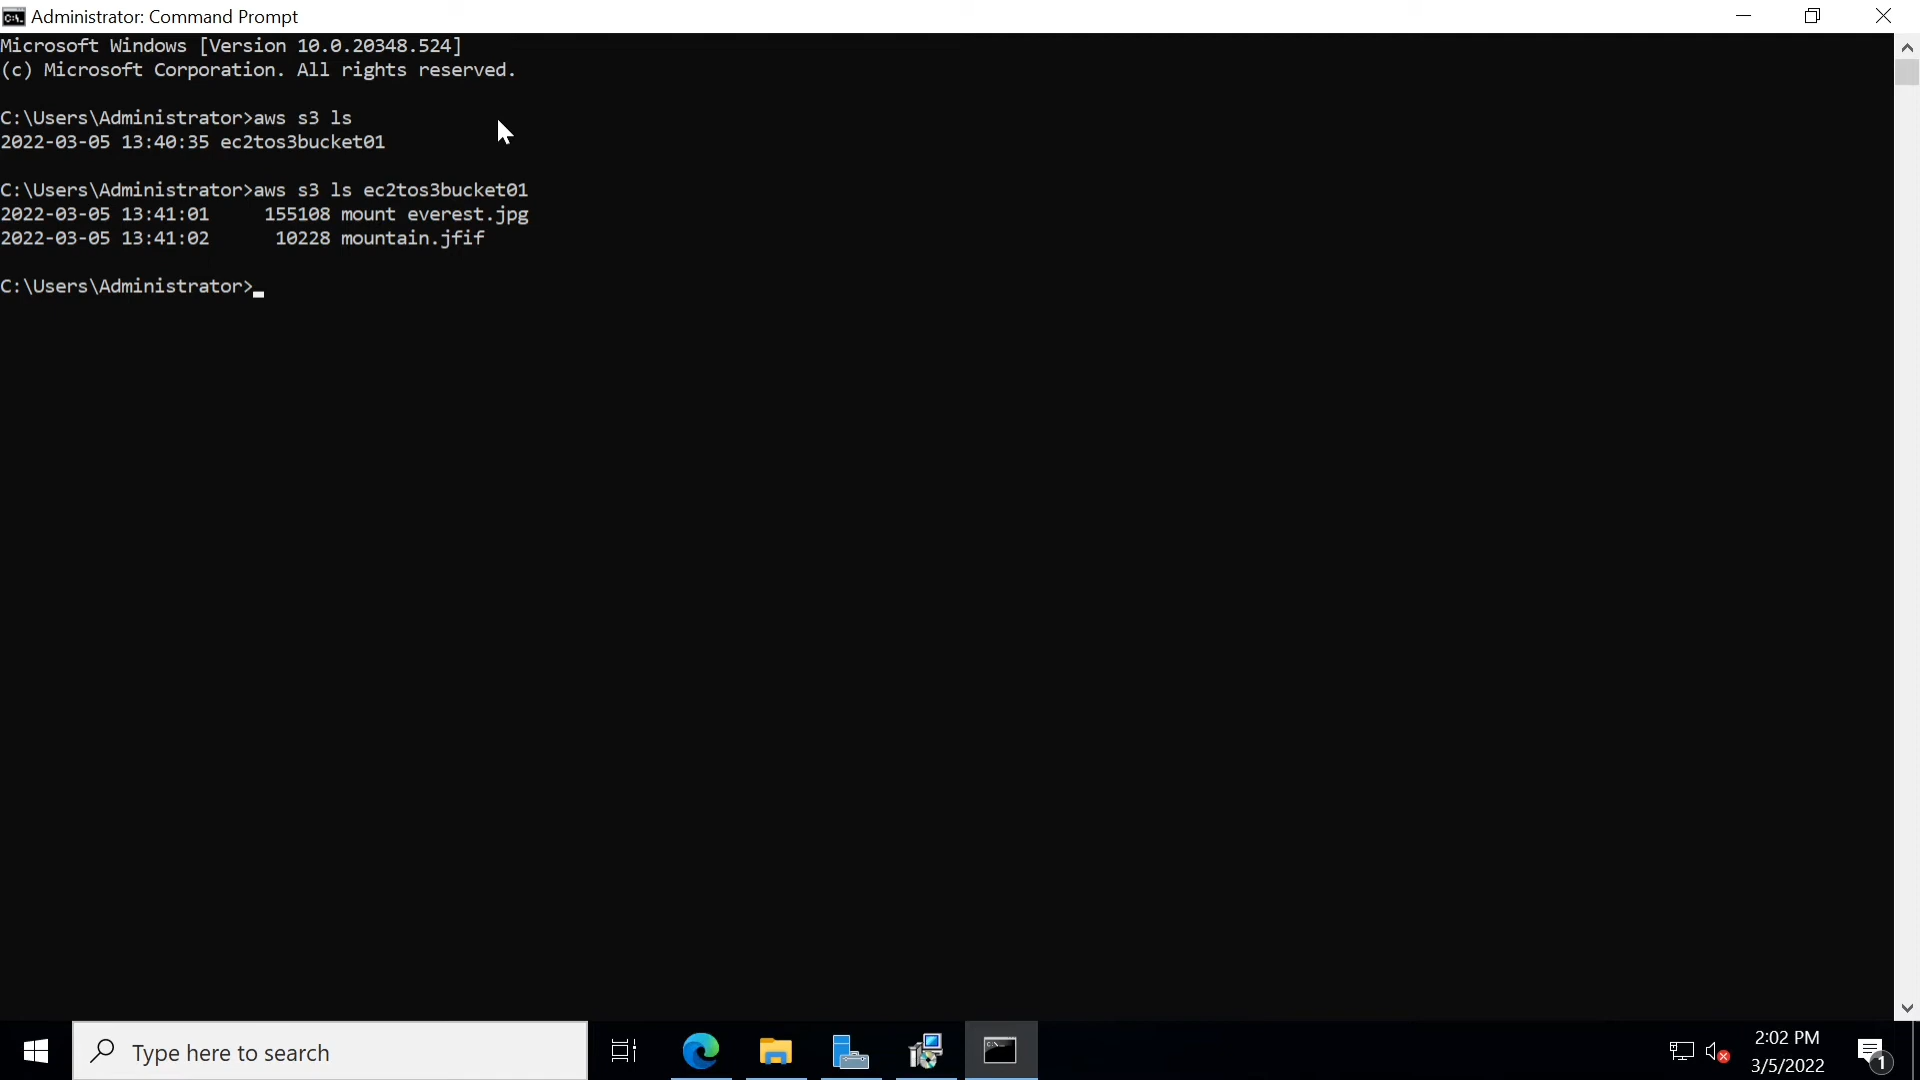 Administrator: Command Prompt
Microsoft Windows [Version 10.0.20348.524]
(c) Microsoft Corporation. All rights reserved.
C:\Users\Administrator>aws s3 ls
2022-03-05 13:40:35 ec2tos3bucket01
C:\Users\Administrator>aws s3 ls ec2tos3bucket01
2022-03-05 13:41:01     155108 mount everest.jpg
2022-03-05 13:41:02      10228 mountain.jfif
C:\Users\Administrator>
Type here to search
2:02 PM
3/5/2022
1